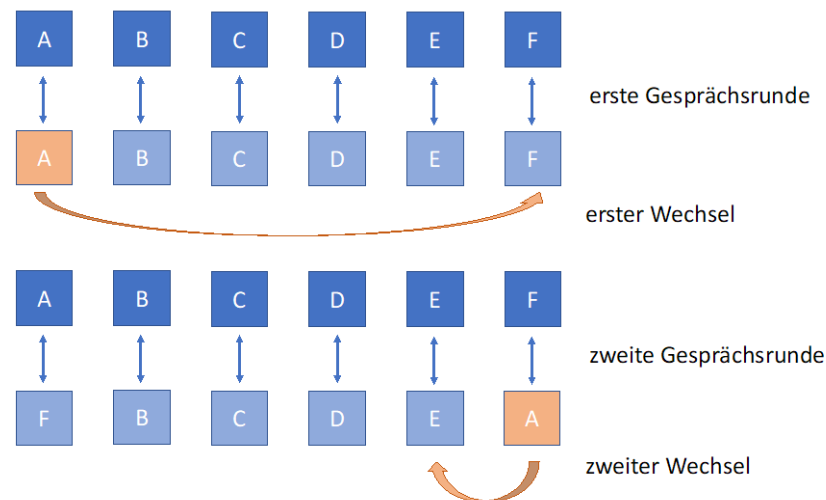 A B C D E F
erste Gesprächsrunde
A B C D E F
erster Wechsel
A B C D E F
zweite Gesprächsrunde
F B C D E A
zweiter Wechsel